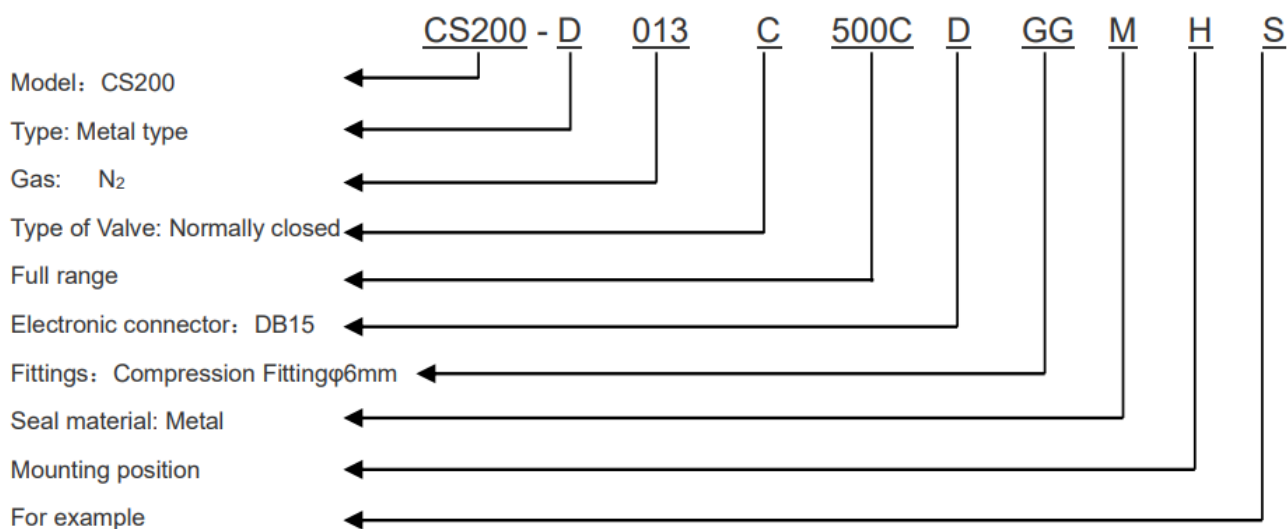 CS200 - D 013 C 500C D GG M H S
Model：CS200
Type: Metal type
Gas: N₂
Type of Valve: Normally closed
Full range
Electronic connector：DB15
Fittings：Compression Fittingφ6mm
Seal material: Metal
Mounting position
For example